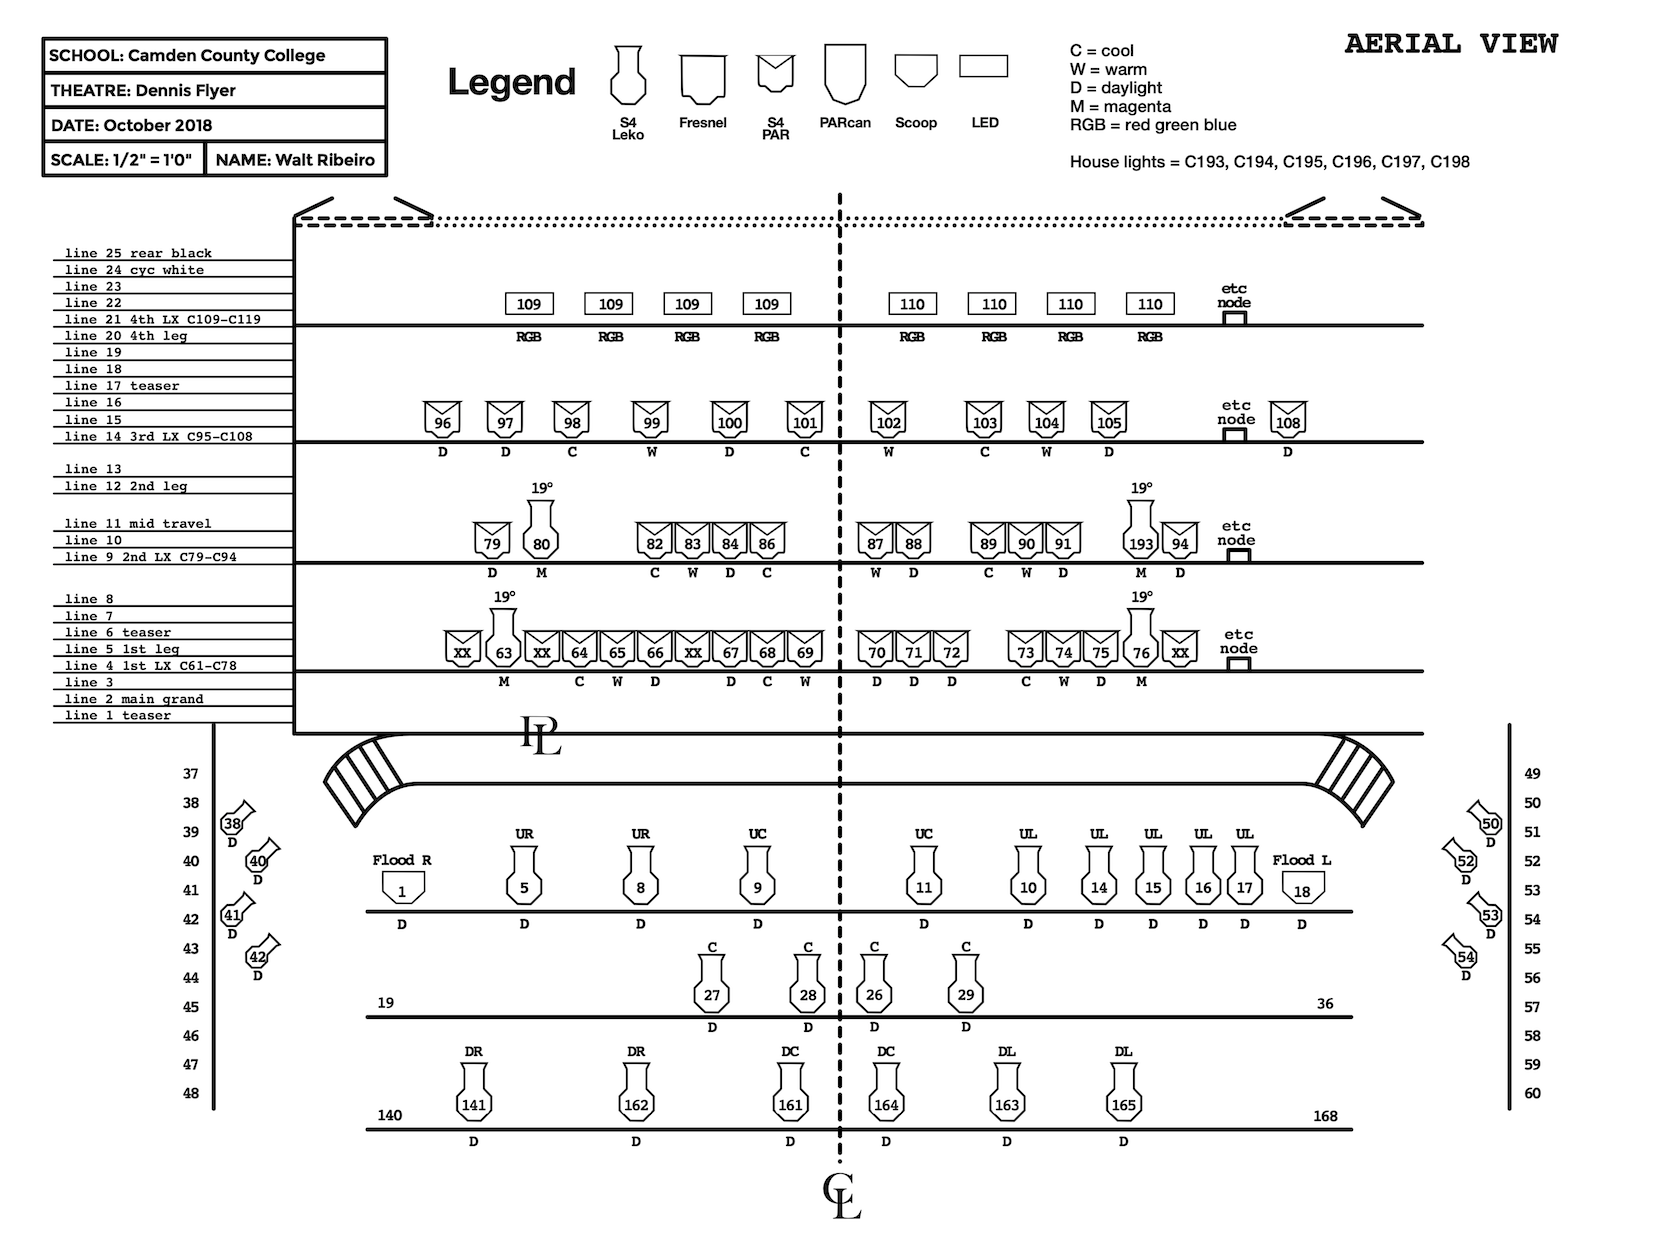 SCHOOL: Camden County College
THEATRE: Dennis Flyer
DATE: October 2018
SCALE: 1/2" = 1'0" NAME: Walt Ribeiro
Legend
S4 Leko
Fresnel
S4 PAR
PARcan
Scoop
LED
C = cool
W = warm
D = daylight
M = magenta
RGB = red green blue
House lights = C193, C194, C195, C196, C197, C198
AERIAL VIEW
line 25 rear black
line 24 cyc white
line 23
line 22
line 21 4th LX C109-C119
line 20 4th leg
line 19
line 18
line 17 teaser
line 16
line 15
line 14 3rd LX C95-C108
line 13
line 12 2nd leg
line 11 mid travel
line 10
line 9 2nd LX C79-C94
line 8
line 7
line 6 teaser
line 5 1st leg
line 4 1st LX C61-C78
line 3
line 2 main grand
line 1 teaser
etc node
109 109 109 109 110 110 110 110
RGB RGB RGB RGB RGB RGB RGB RGB
etc node
96 97 98 99 100 101 102 103 104 105 108
D D C W D C W C W D D
19° 19°
etc node
79 80 82 83 84 86 87 88 89 90 91 193 94
D M C W D C W D C W D M D
19° 19°
etc node
XX 63 XX 64 65 66 XX 67 68 69 70 71 72 73 74 75 76 XX
M C W D D C W D D D C W D M
PL
37
38
39
40
41
42
43
44
45
46
47
48
38
D
40
D
41
D
42
D
Flood R UR UR UC UC UL UL UL UL UL Flood L
1 5 8 9 11 10 14 15 16 17 18
D D D D D D D D D D D
C C C C
19 27 28 26 29 36
D D D D
DR DR DC DC DL DL
140 141 162 161 164 163 165 168
D D D D D D
50
D
52
D
53
D
54
D
49
50
51
52
53
54
55
56
57
58
59
60
CL